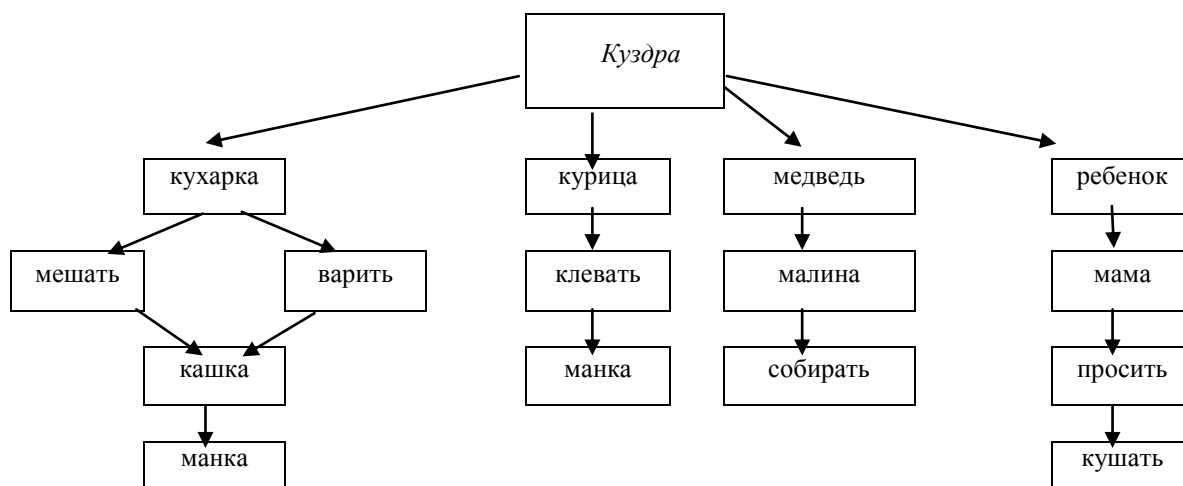 Куздра
кухарка курица медведь ребенок
мешать варить клевать малина мама
кашка манка собирать просить
манка кушать